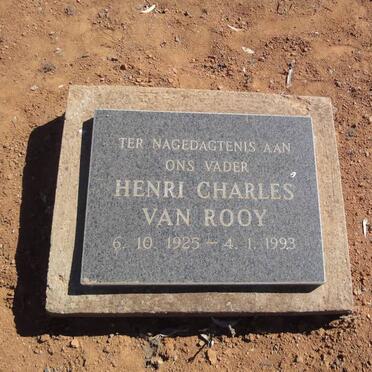 TER NAGEDAGTENIS AAN
ONS VADER
HENRI CHARLES
VAN ROOY
6. 10. 1925 – 4. 1. 1993